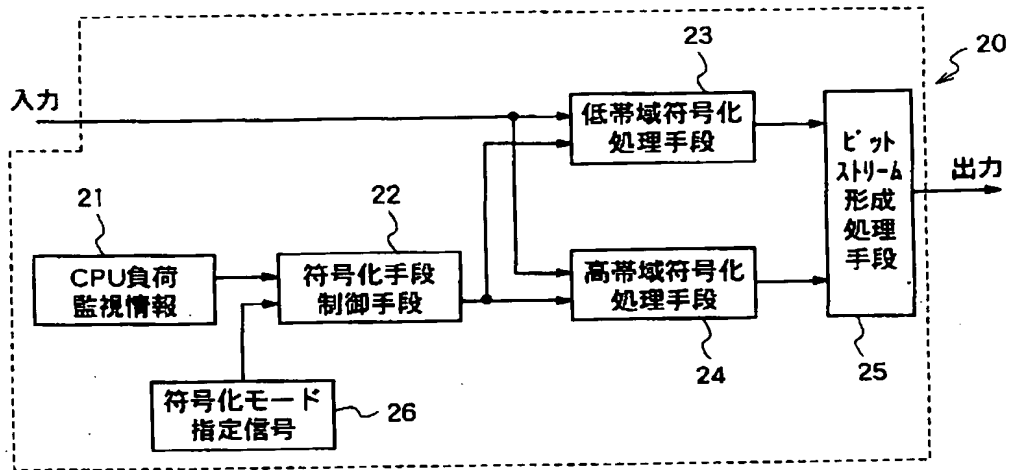 20
23
入力
低帯域符号化
処理手段
ビット
ストリーム
形成
処理
手段
出力
21
22
CPU負荷
監視情報
符号化手段
制御手段
高帯域符号化
処理手段
24
25
符号化モード
指定信号
26